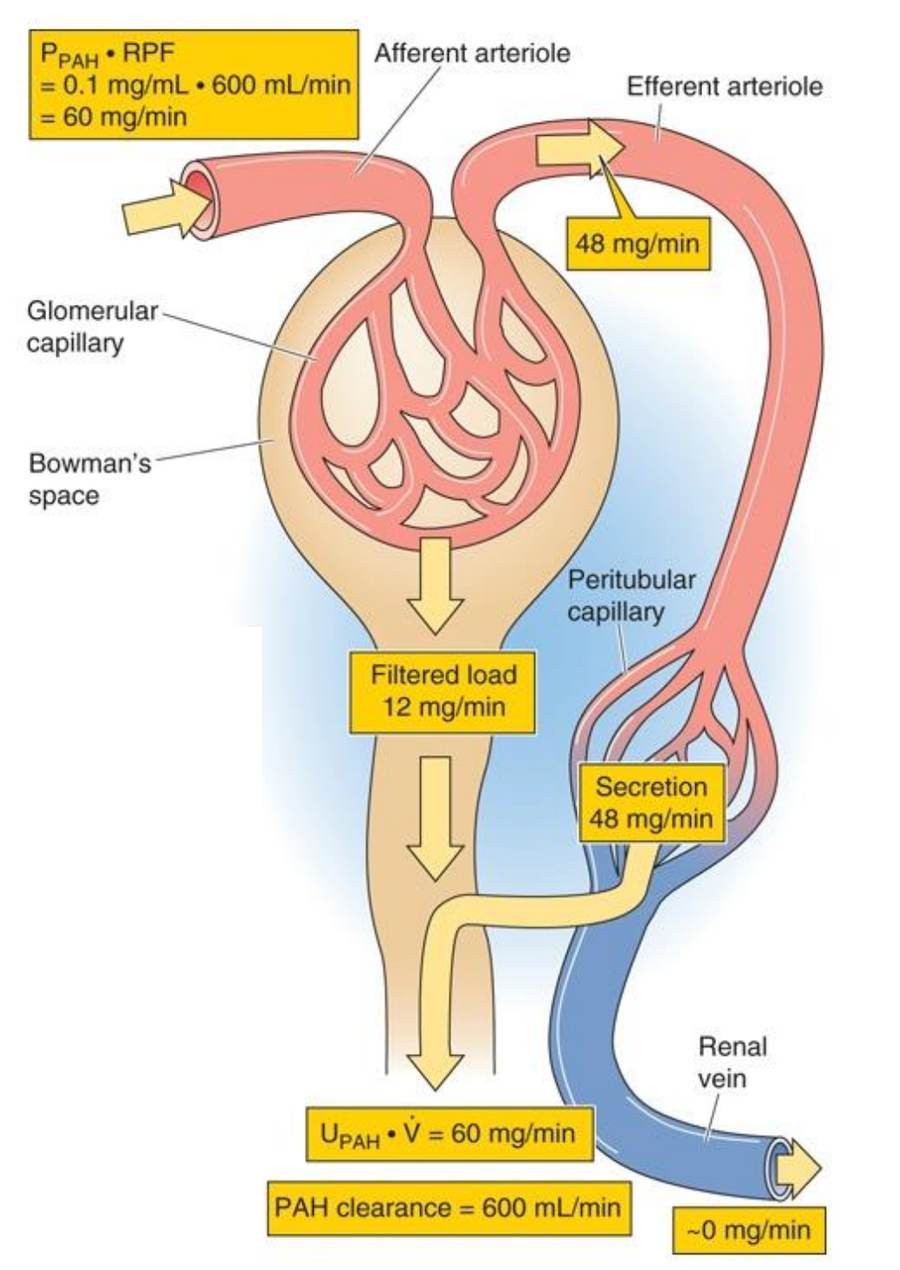 P_PAH • RPF
= 0.1 mg/mL • 600 mL/min
= 60 mg/min
Afferent arteriole
Efferent arteriole
48 mg/min
Glomerular
capillary
Bowman's
space
Peritubular
capillary
Filtered load
12 mg/min
Secretion
48 mg/min
Renal
vein
U_PAH • V̇ = 60 mg/min
PAH clearance = 600 mL/min
~0 mg/min